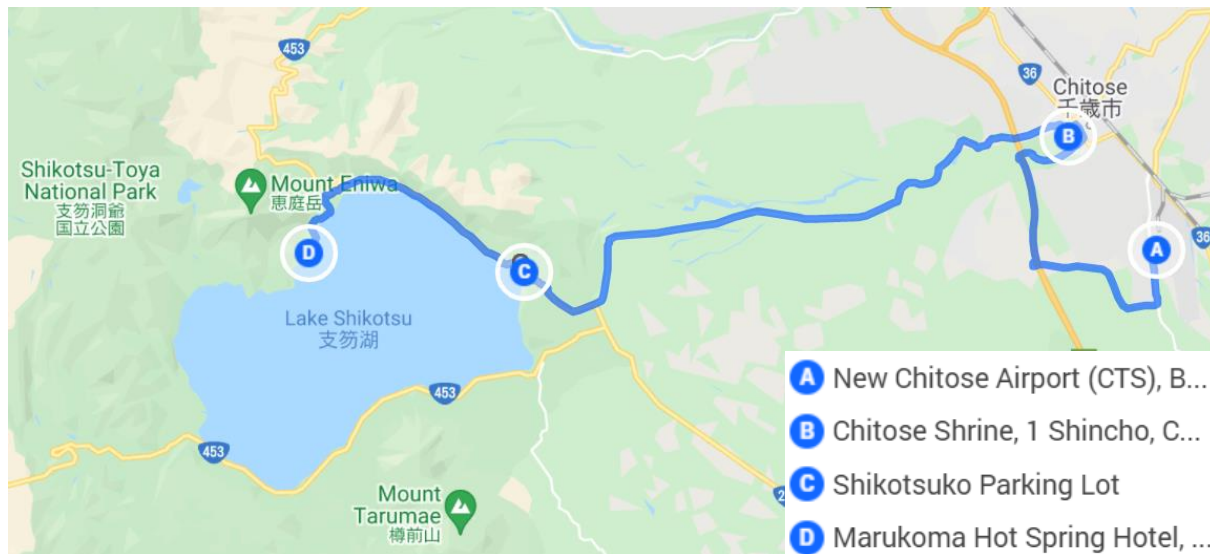 453
36
Chitose
千歳市
B
Shikotsu-Toya
National Park
支笏洞爺
国立公園
Mount Eniwa
恵庭岳
D
C
A
36
Lake Shikotsu
支笏湖
453
453
Mount
Tarumae
樽前山
2
A New Chitose Airport (CTS), B...
B Chitose Shrine, 1 Shincho, C...
C Shikotsuko Parking Lot
D Marukoma Hot Spring Hotel, ...